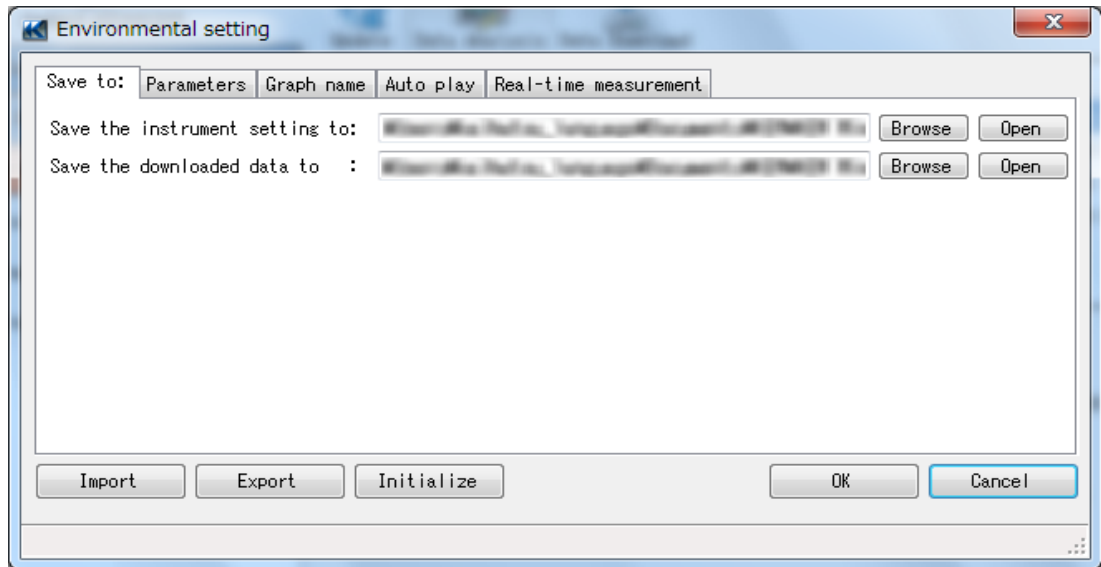 Environmental setting
Save to: Parameters Graph name Auto play Real-time measurement
Save the instrument setting to: Browse Open
Save the downloaded data to : Browse Open
Import Export Initialize OK Cancel